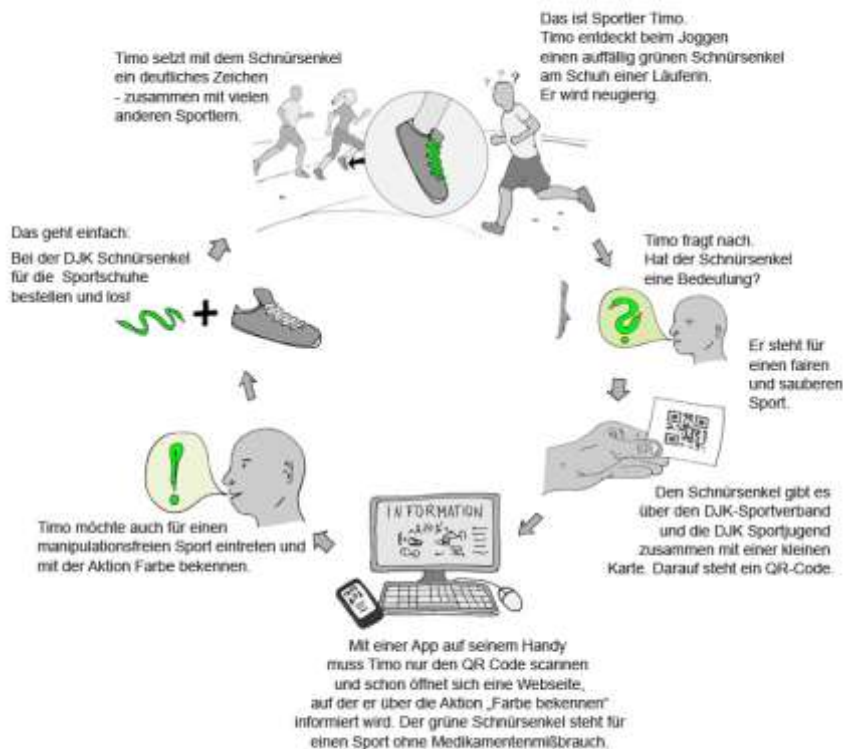 Das ist Sportler Timo.
Timo entdeckt beim Joggen
einen auffällig grünen Schnürsenkel
am Schuh einer Läuferin.
Er wird neugierig.
Timo fragt nach.
Hat der Schnürsenkel
eine Bedeutung?
Er steht für
einen fairen
und sauberen
Sport.
Den Schnürsenkel gibt es
über den DJK-Sportverband
und die DJK Sportjugend
zusammen mit einer kleinen
Karte. Darauf steht ein QR-Code.
INFORMATION
Mit einer App auf seinem Handy
muss Timo nur den QR Code scannen
und schon öffnet sich eine Webseite,
auf der er über die Aktion „Farbe bekennen"
informiert wird. Der grüne Schnürsenkel steht für
einen Sport ohne Medikamentenmißbrauch.
Timo möchte auch für einen
manipulationsfreien Sport eintreten und
mit der Aktion Farbe bekennen.
Das geht einfach:
Bei der DJK Schnürsenkel
für die Sportschuhe
bestellen und los!
Timo setzt mit dem Schnürsenkel
ein deutliches Zeichen
- zusammen mit vielen
anderen Sportlern.